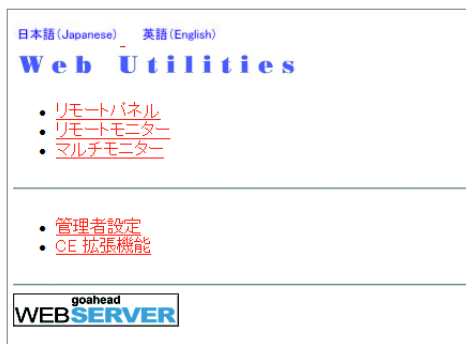 日本語(Japanese) 英語(English)
Web Utilities
リモートパネル
リモートモニター
マルチモニター
管理者設定
CE 拡張機能
goahead
WEBSERVER